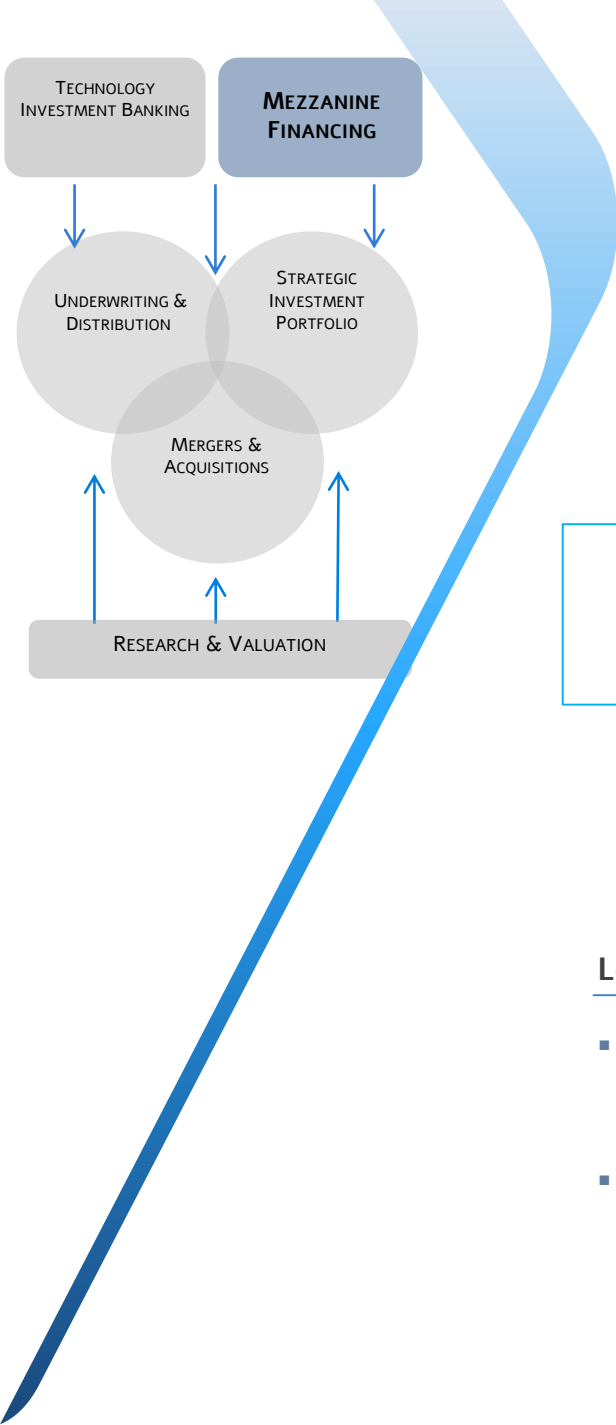 TECHNOLOGY
INVESTMENT BANKING
MEZZANINE
FINANCING
UNDERWRITING &
DISTRIBUTION
STRATEGIC
INVESTMENT
PORTFOLIO
MERGERS &
ACQUISITIONS
RESEARCH & VALUATION
L